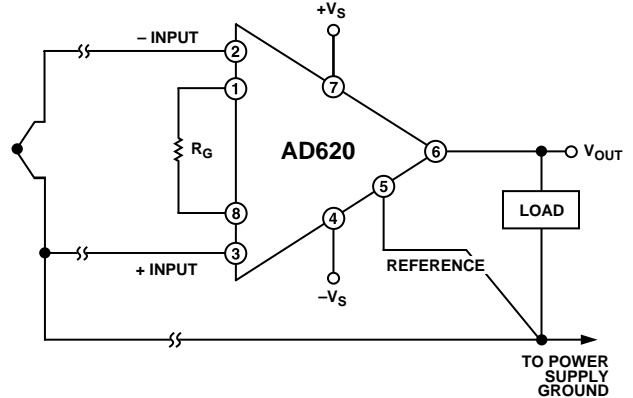 +VS
– INPUT
2
7
1
RG
AD620
6
VOUT
5
8
4
LOAD
3
+ INPUT
REFERENCE
–VS
TO POWER
SUPPLY
GROUND